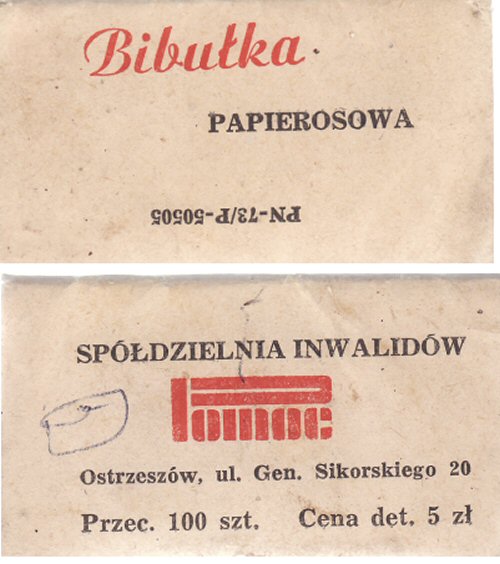 Bibułka
PAPIEROSOWA
PN-73/P-50505
SPÓŁDZIELNIA INWALIDÓW
Pomoc
Ostrzeszów, ul. Gen. Sikorskiego 20
Przec. 100 szt. Cena det. 5 zł